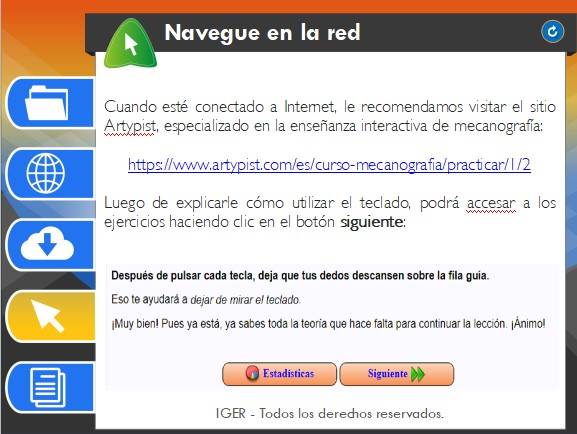 Navegue en la red
Cuando esté conectado a Internet, le recomendamos visitar el sitio
Artypist, especializado en la enseñanza interactiva de mecanografía:
https://www.artypist.com/es/curso-mecanografia/practicar/1/2
Luego de explicarle cómo utilizar el teclado, podrá accesar a los
ejercicios haciendo clic en el botón siguiente:
Después de pulsar cada tecla, deja que tus dedos descansen sobre la fila guía.
Eso te ayudará a dejar de mirar el teclado.
¡Muy bien! Pues ya está, ya sabes toda la teoría que hace falta para continuar la lección. ¡Ánimo!
Estadísticas Siguiente
IGER - Todos los derechos reservados.